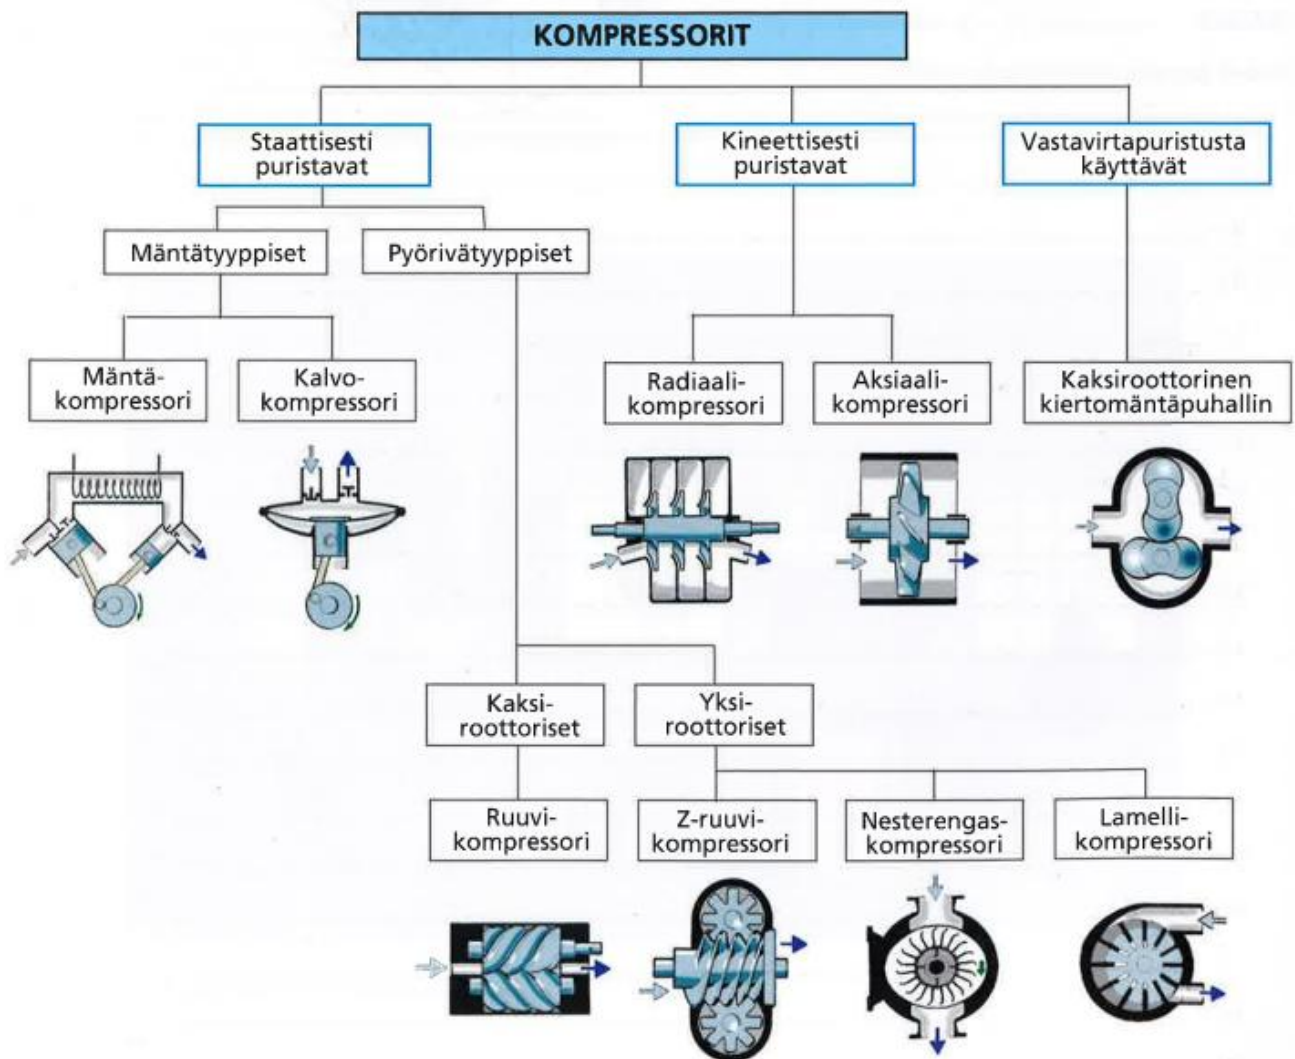 KOMPRESSORIT
Staattisesti
puristavat
Kineettisesti
puristavat
Vastavirtapuristusta
käyttävät
Mäntätyyppiset
Pyörivätyyppiset
Mäntä-
kompressori
Kalvo-
kompressori
Radiaali-
kompressori
Aksiaali-
kompressori
Kaksiroottorinen
kiertomäntäpuhallin
Kaksi-
roottoriset
Yksi-
roottoriset
Ruuvi-
kompressori
Z-ruuvi-
kompressori
Nesterengas-
kompressori
Lamelli-
kompressori